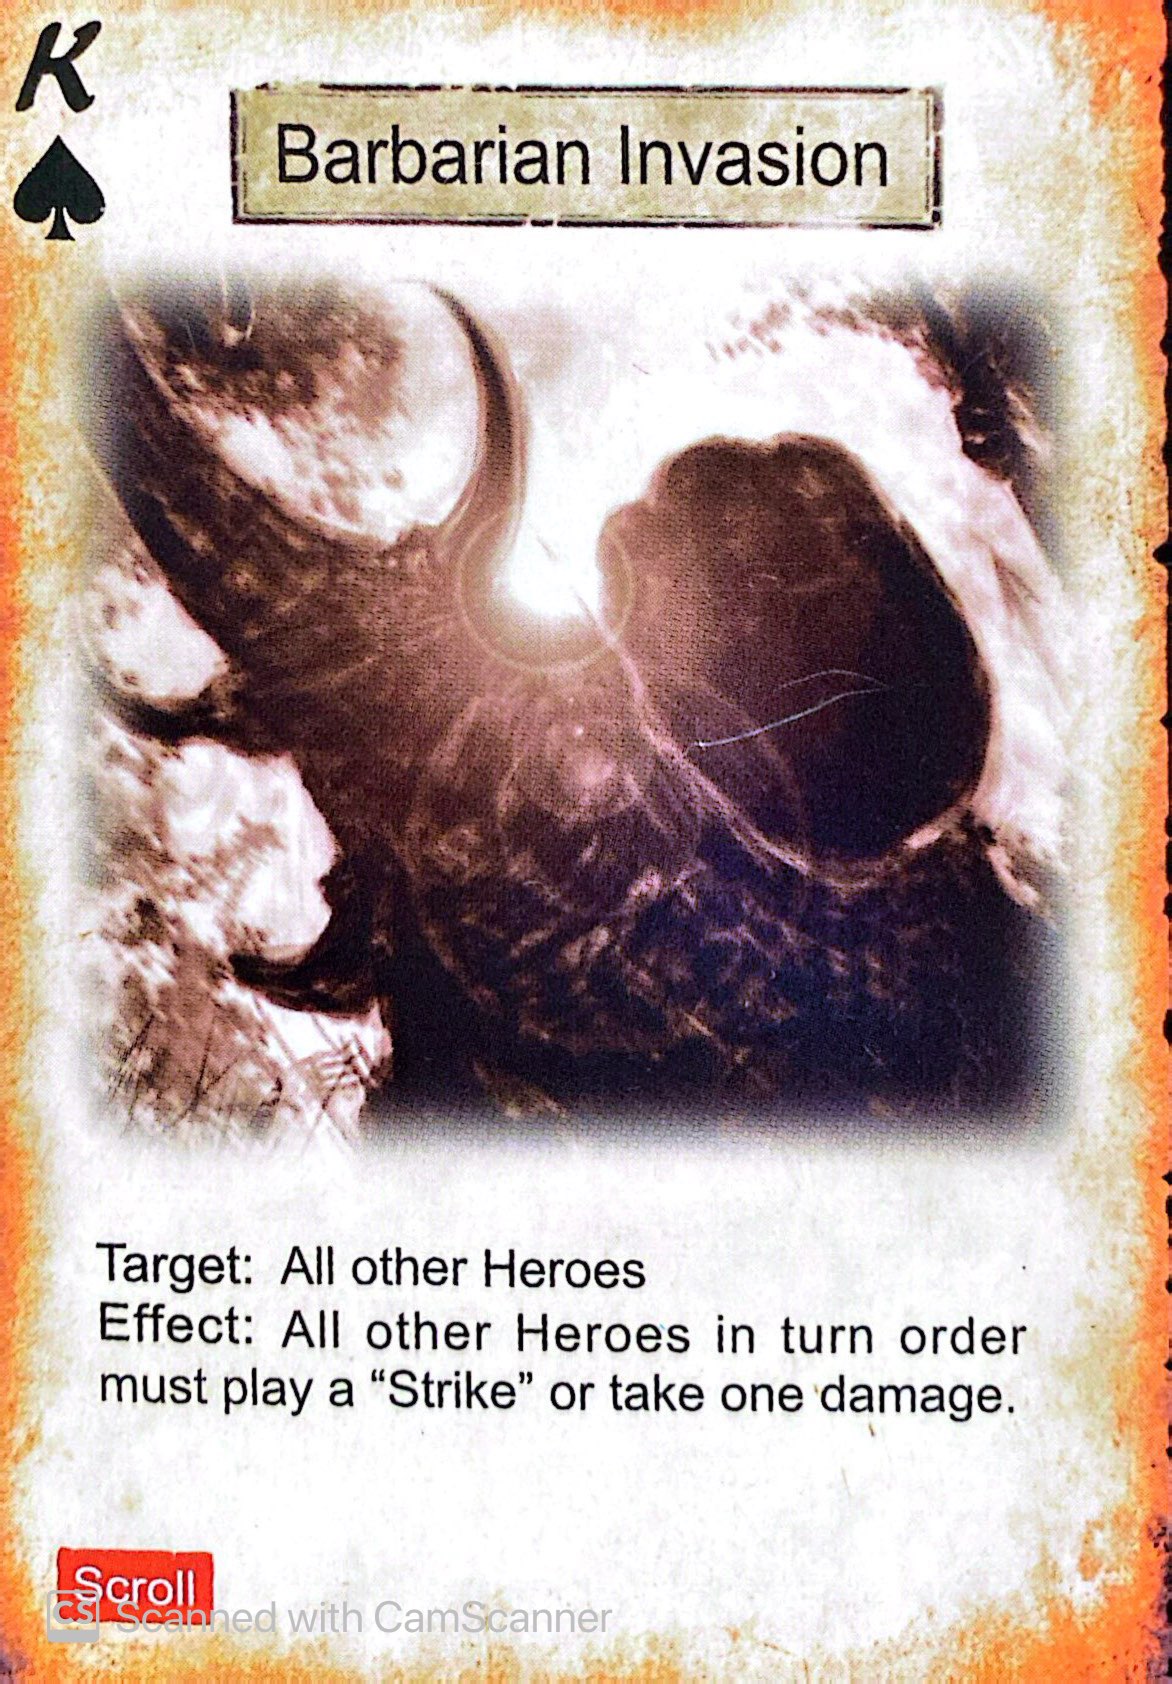 K
Barbarian Invasion
Target: All other Heroes
Effect: All other Heroes in turn order
must play a “Strike” or take one damage.
Scroll
CS Scanned with CamScanner